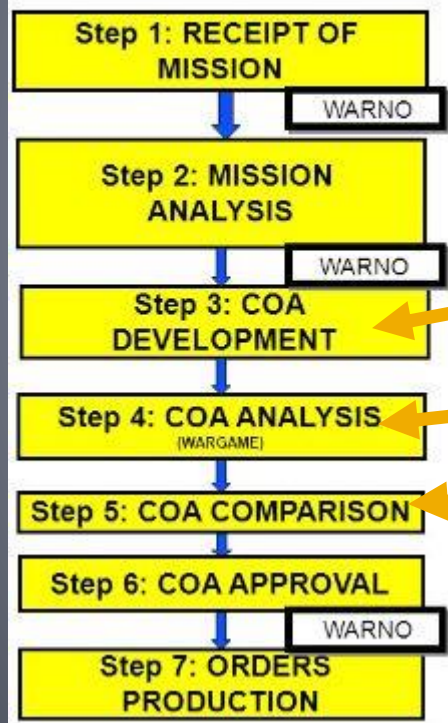 Step 1: RECEIPT OF
MISSION
WARNO
Step 2: MISSION
ANALYSIS
WARNO
Step 3: COA
DEVELOPMENT
Step 4: COA ANALYSIS
(WARGAME)
Step 5: COA COMPARISON
Step 6: COA APPROVAL
WARNO
Step 7: ORDERS
PRODUCTION